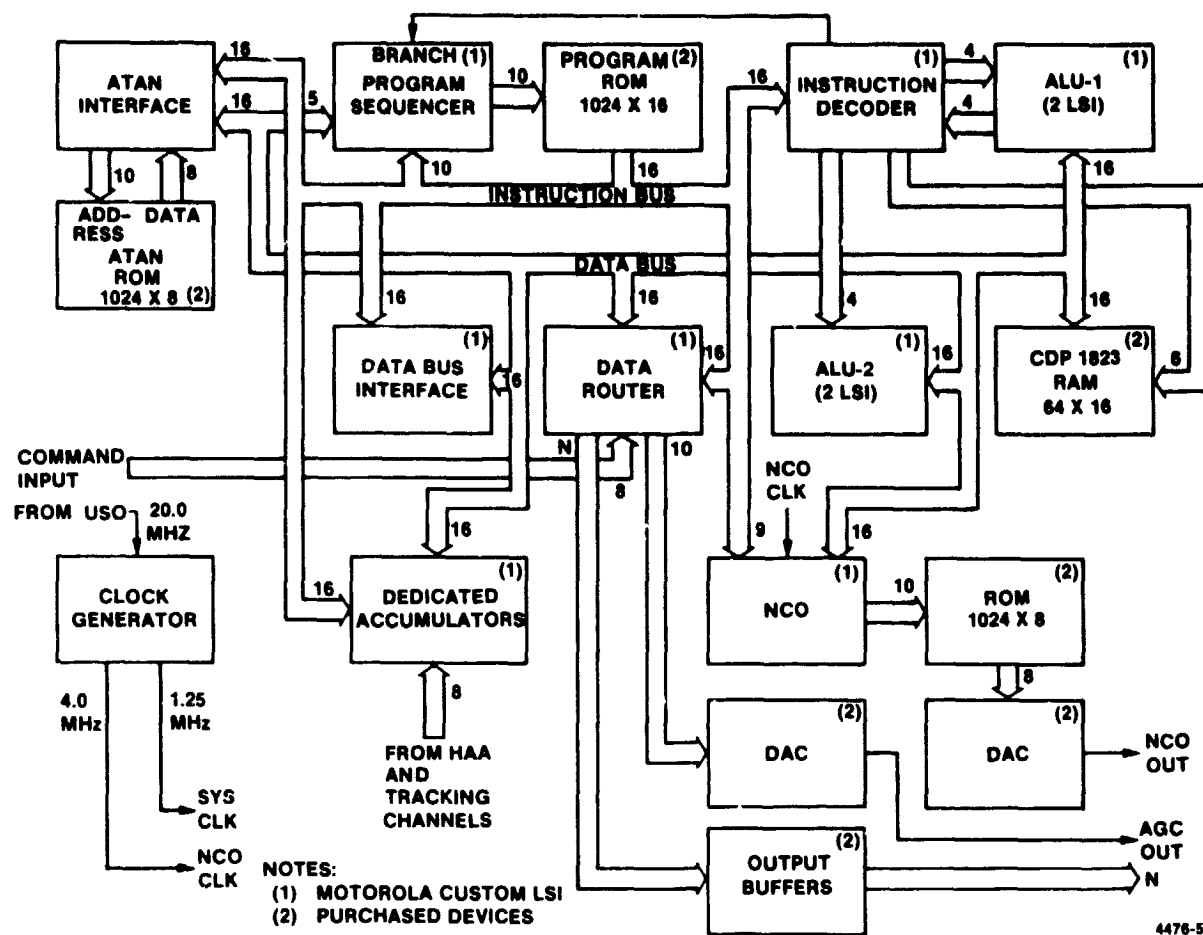 16
ATAN
INTERFACE
16
10
8
ADD-
RESS
DATA
ATAN
ROM
1024 X 8 (2)
5
BRANCH (1)
PROGRAM
SEQUENCER
10
10
PROGRAM (2)
ROM
1024 X 16
16
16
(1)
INSTRUCTION
DECODER
4
4
(1)
ALU-1
(2 LSI)
16
INSTRUCTION BUS
DATA BUS
16
(1)
DATA BUS
INTERFACE
16
16
(1)
DATA
ROUTER
16
4
(1)
ALU-2
(2 LSI)
16
16
(2)
CDP 1823
RAM
64 X 16
6
COMMAND
INPUT
N
8
10
NCO
CLK
FROM USO
20.0
MHZ
CLOCK
GENERATOR
16
16
(1)
DEDICATED
ACCUMULATORS
8
FROM HAA
AND
TRACKING
CHANNELS
9
16
(1)
NCO
10
(2)
ROM
1024 X 8
8
4.0
MHz
1.25
MHz
SYS
CLK
NCO
CLK
(2)
DAC
(2)
DAC
NCO
OUT
AGC
OUT
(2)
OUTPUT
BUFFERS
N
NOTES:
(1) MOTOROLA CUSTOM LSI
(2) PURCHASED DEVICES
4476-5